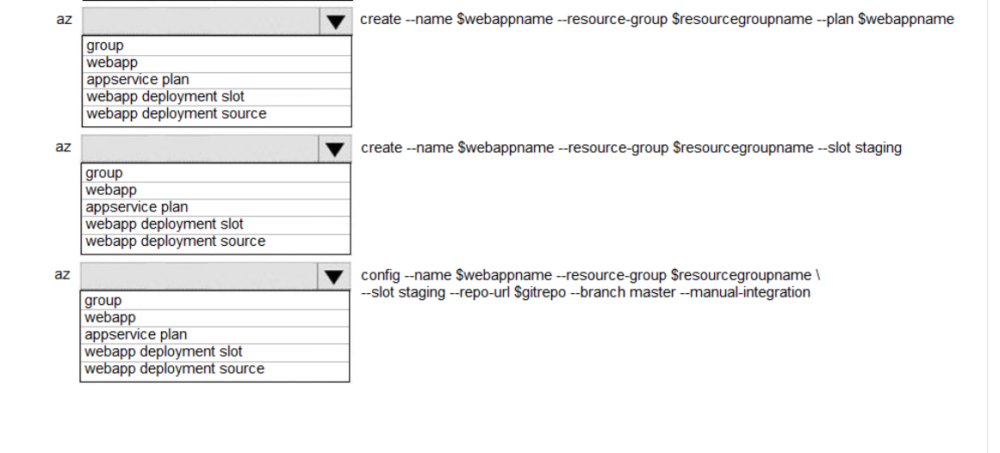 az create --name $webappname --resource-group $resourcegroupname --plan $webappname
group
webapp
appservice plan
webapp deployment slot
webapp deployment source
az create --name $webappname --resource-group $resourcegroupname --slot staging
group
webapp
appservice plan
webapp deployment slot
webapp deployment source
az config --name $webappname --resource-group $resourcegroupname \
--slot staging --repo-url $gitrepo --branch master --manual-integration
group
webapp
appservice plan
webapp deployment slot
webapp deployment source